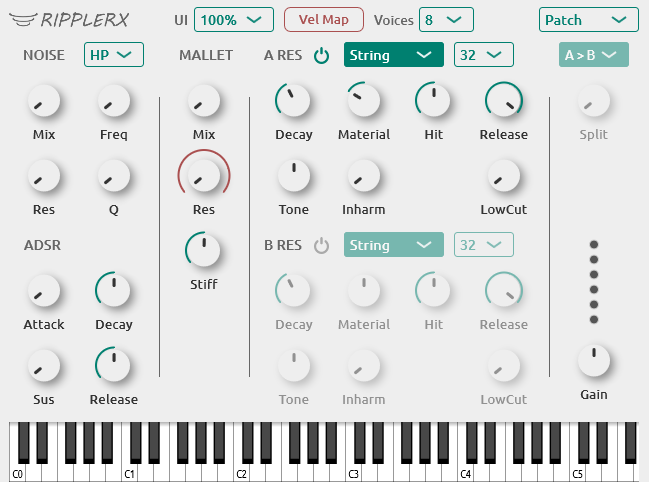 RIPPLERX UI 100% Vel Map Voices 8 Patch
NOISE HP MALLET A RES String 32 A > B
Mix Freq Mix Decay Material Hit Release Split
Res Q Res Tone Inharm LowCut
ADSR Stiff B RES String 32
Attack Decay Decay Material Hit Release
Sus Release Tone Inharm LowCut Gain
C0 C1 C2 C3 C4 C5